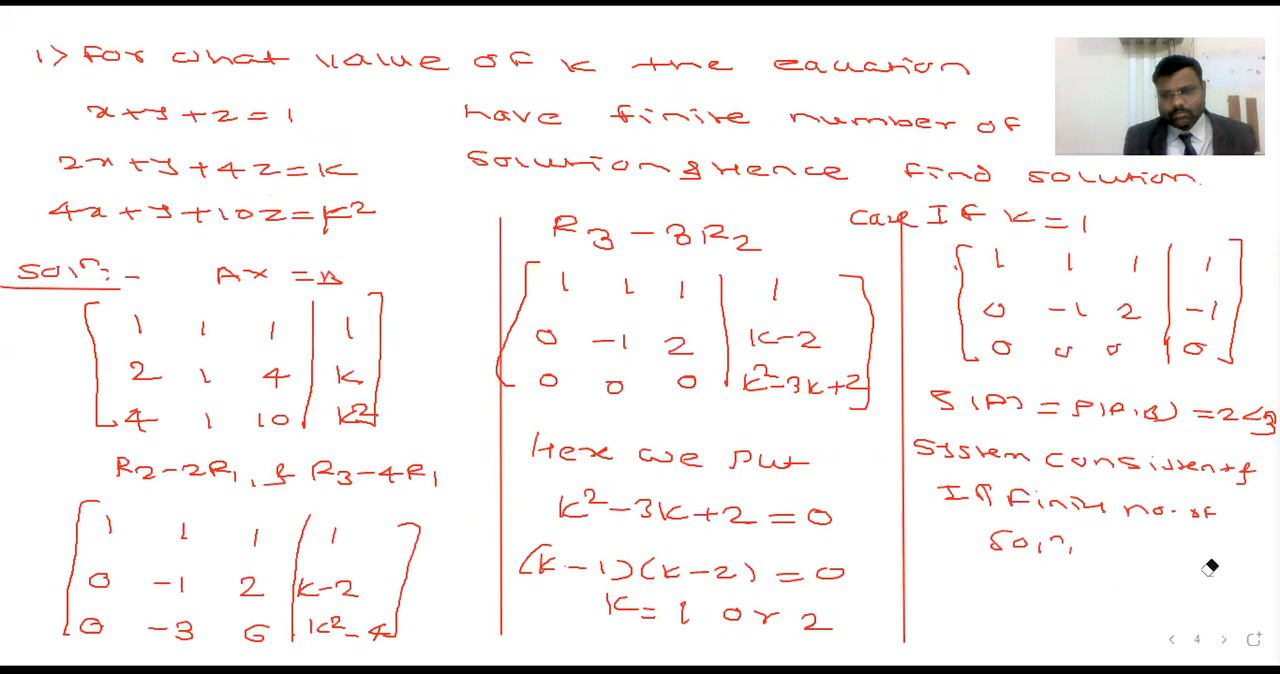 1) For what value of k the equation
x+y+z=1 have finite number of
2x+y+4z=k solution & Hence find solution.
4x+y+10z=k²
Soln:- AX=B
[1 1 1 | 1]
[2 1 4 | k]
[4 1 10 | k²]
R2-2R1, & R3-4R1
[1 1 1 | 1]
[0 -1 2 | k-2]
[0 -3 6 | k²-4]
R3-3R2
[1 1 1 | 1]
[0 -1 2 | k-2]
[0 0 0 | k²-3k+2]
Here we put
k²-3k+2=0
(k-1)(k-2)=0
k=1 or 2
Case I F k=1
[1 1 1 | 1]
[0 -1 2 | -1]
[0 0 0 | 0]
S(A)=P(A,B)=2<3
System consistent &
In finite no. of
Soln,
4